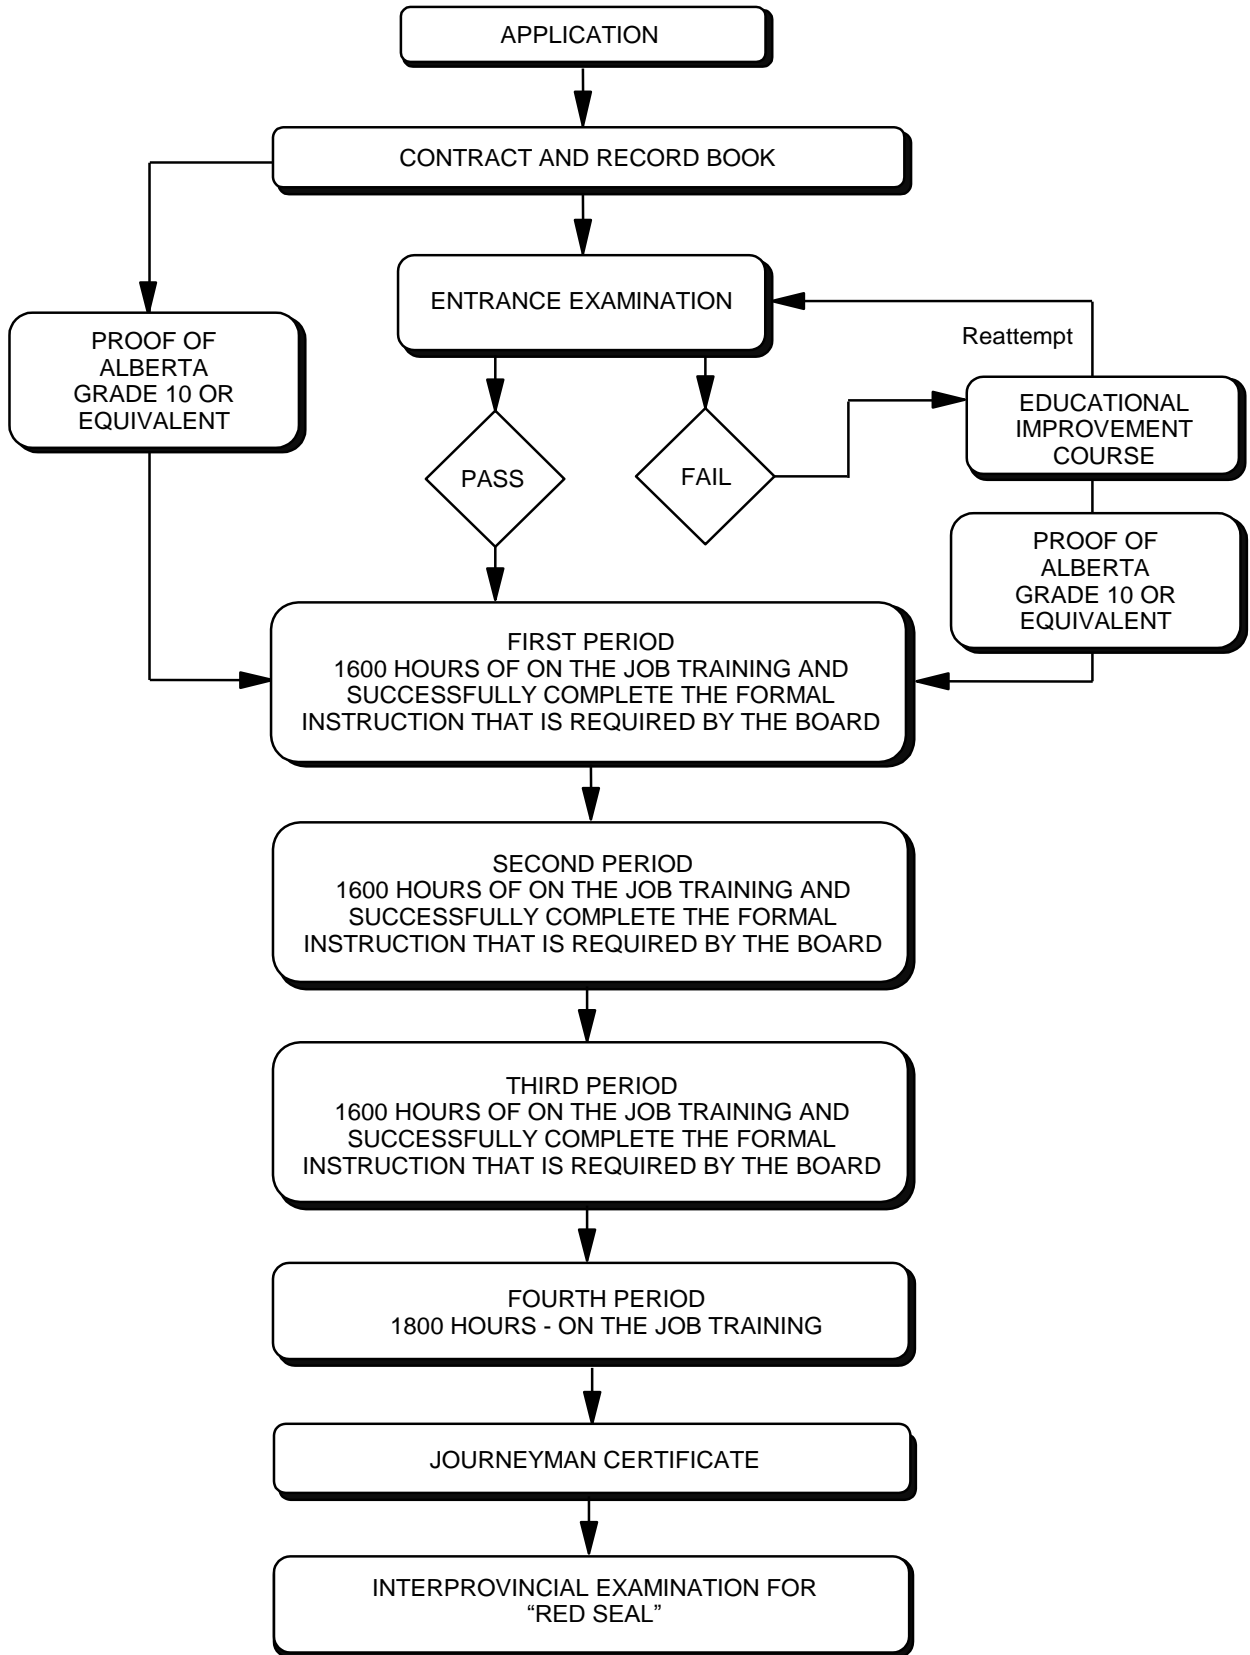 APPLICATION
CONTRACT AND RECORD BOOK
ENTRANCE EXAMINATION
PROOF OF
ALBERTA
GRADE 10 OR
EQUIVALENT
Reattempt
EDUCATIONAL
IMPROVEMENT
COURSE
PASS
FAIL
PROOF OF
ALBERTA
GRADE 10 OR
EQUIVALENT
FIRST PERIOD
1600 HOURS OF ON THE JOB TRAINING AND
SUCCESSFULLY COMPLETE THE FORMAL
INSTRUCTION THAT IS REQUIRED BY THE BOARD
SECOND PERIOD
1600 HOURS OF ON THE JOB TRAINING AND
SUCCESSFULLY COMPLETE THE FORMAL
INSTRUCTION THAT IS REQUIRED BY THE BOARD
THIRD PERIOD
1600 HOURS OF ON THE JOB TRAINING AND
SUCCESSFULLY COMPLETE THE FORMAL
INSTRUCTION THAT IS REQUIRED BY THE BOARD
FOURTH PERIOD
1800 HOURS - ON THE JOB TRAINING
JOURNEYMAN CERTIFICATE
INTERPROVINCIAL EXAMINATION FOR
“RED SEAL”